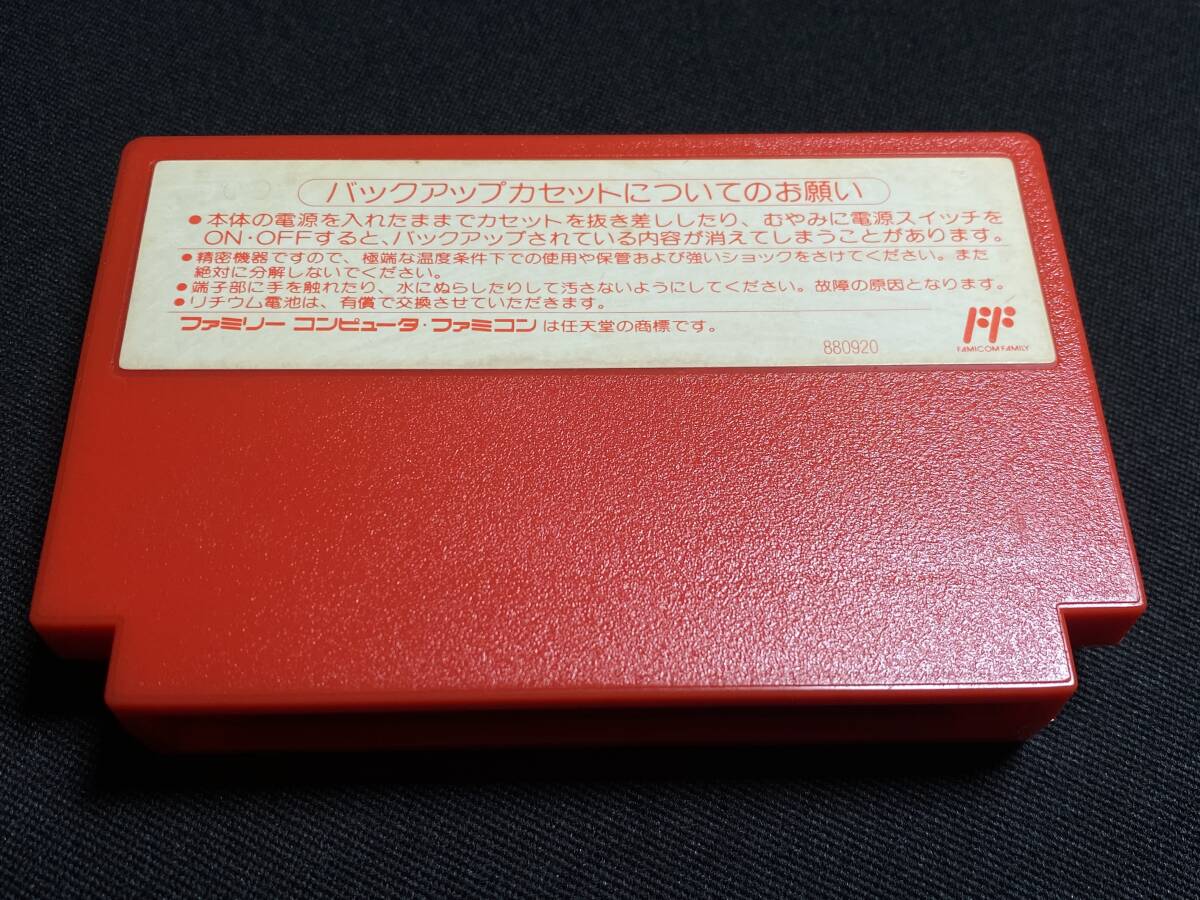 バックアップカセットについてのお願い
●本体の電源を入れたままでカセットを抜き差ししたり、むやみに電源スイッチを
ON・OFFすると、バックアップされている内容が消えてしまうことがあります。
●精密機器ですので、極端な温度条件下での使用や保管および強いショックをさけてください。また
絶対に分解しないでください。
●端子部に手を触れたり、水にぬらしたりして汚さないようにしてください。故障の原因となります。
●リチウム電池は、有償で交換させていただきます。
ファミリー コンピュータ・ファミコン は任天堂の商標です。
880920
FF
FAMICOM FAMILY